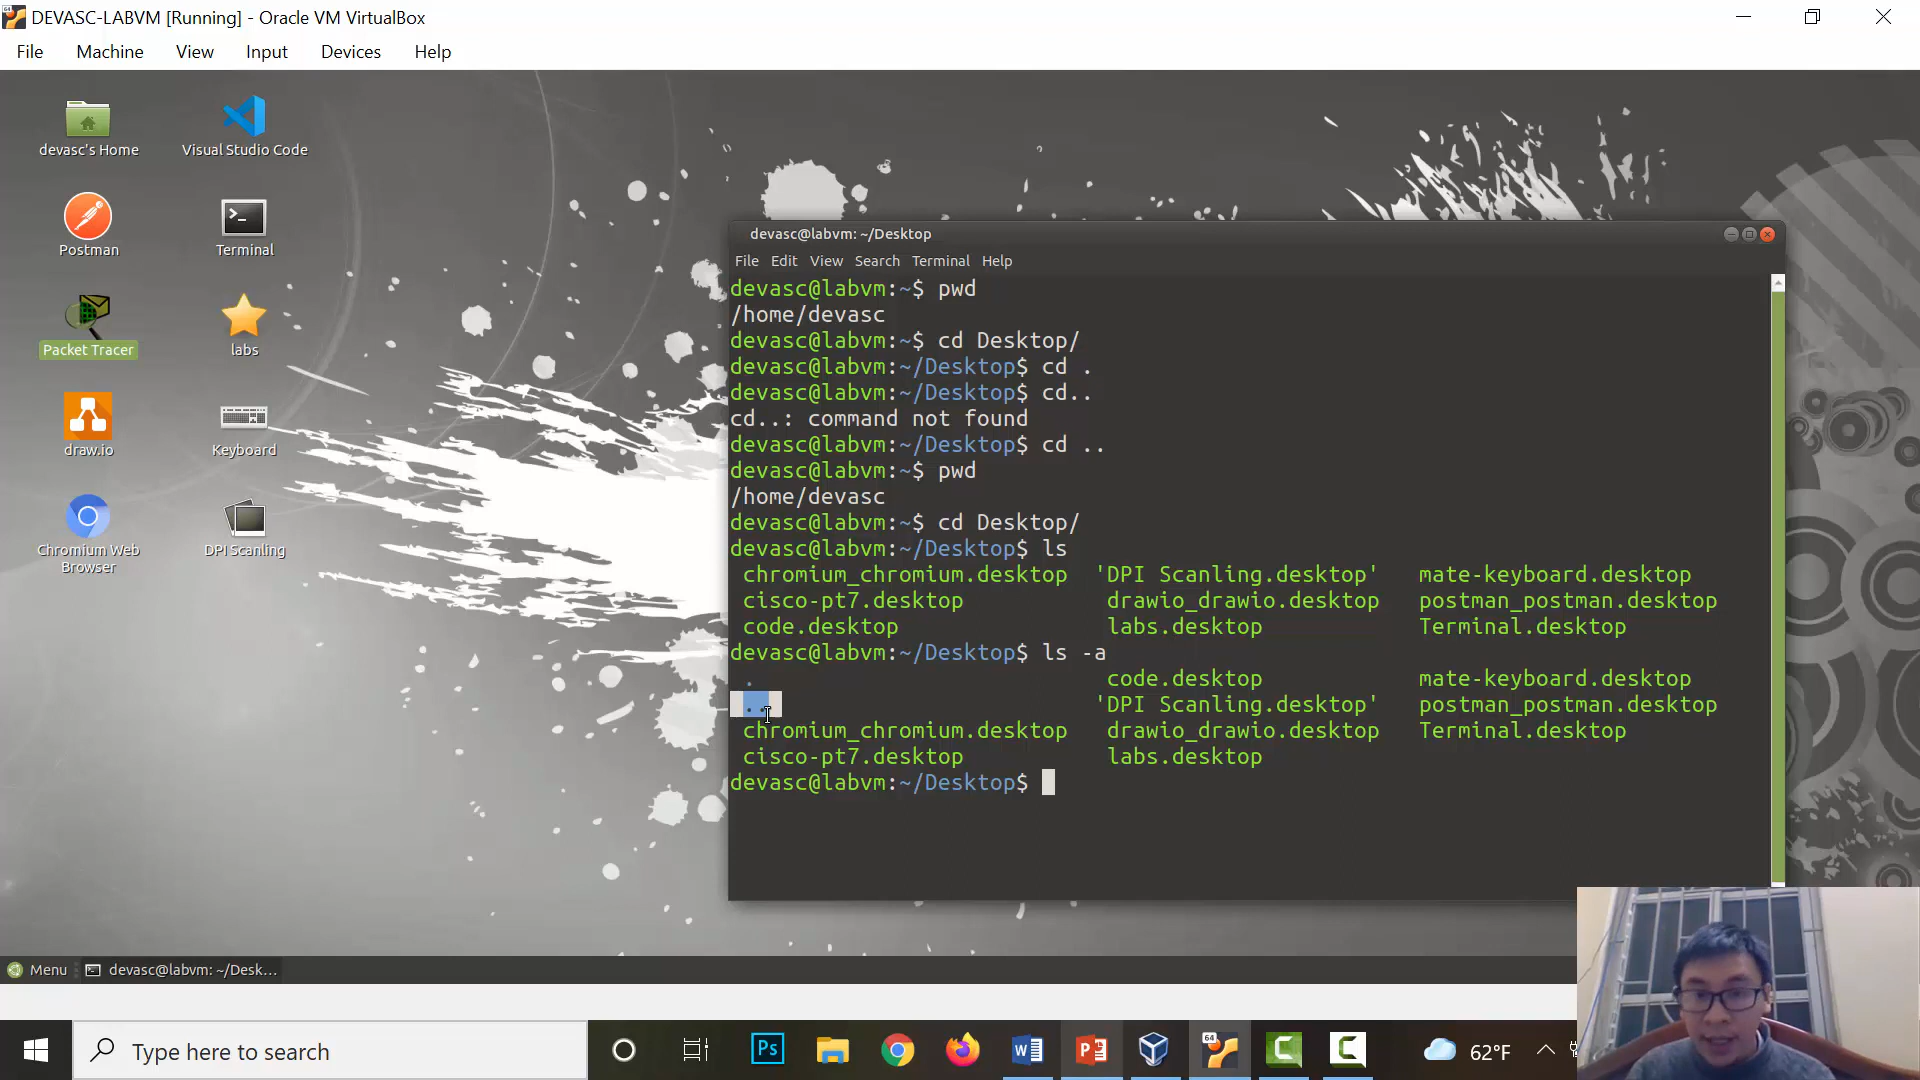 DEVASC-LABVM [Running] - Oracle VM VirtualBox
File Machine View Input Devices Help
devasc's Home
Visual Studio Code
Postman
Terminal
Packet Tracer
labs
draw.io
Keyboard
Chromium Web
Browser
DPI Scanling
devasc@labvm: ~/Desktop
File Edit View Search Terminal Help
devasc@labvm:~$ pwd
/home/devasc
devasc@labvm:~$ cd Desktop/
devasc@labvm:~/Desktop$ cd .
devasc@labvm:~/Desktop$ cd..
cd..: command not found
devasc@labvm:~/Desktop$ cd ..
devasc@labvm:~$ pwd
/home/devasc
devasc@labvm:~$ cd Desktop/
devasc@labvm:~/Desktop$ ls
chromium_chromium.desktop 'DPI Scanling.desktop' mate-keyboard.desktop
cisco-pt7.desktop drawio_drawio.desktop postman_postman.desktop
code.desktop labs.desktop Terminal.desktop
devasc@labvm:~/Desktop$ ls -a
. code.desktop mate-keyboard.desktop
.. 'DPI Scanling.desktop' postman_postman.desktop
chromium_chromium.desktop drawio_drawio.desktop Terminal.desktop
cisco-pt7.desktop labs.desktop
devasc@labvm:~/Desktop$
Menu devasc@labvm: ~/Desk...
Type here to search
Ps
64
62°F